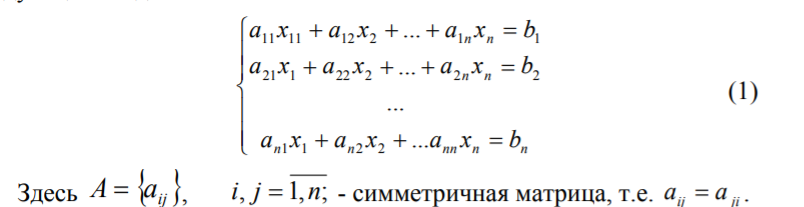 a₁₁x₁₁ + a₁₂x₂ + ... + a₁ₙxₙ = b₁
a₂₁x₁ + a₂₂x₂ + ... + a₂ₙxₙ = b₂
(1)
...
aₙ₁x₁ + aₙ₂x₂ + ...aₙₙxₙ = bₙ
Здесь A = {aᵢⱼ}, i, j = 1,n; - симметричная матрица, т.е. aᵢⱼ = aⱼᵢ.